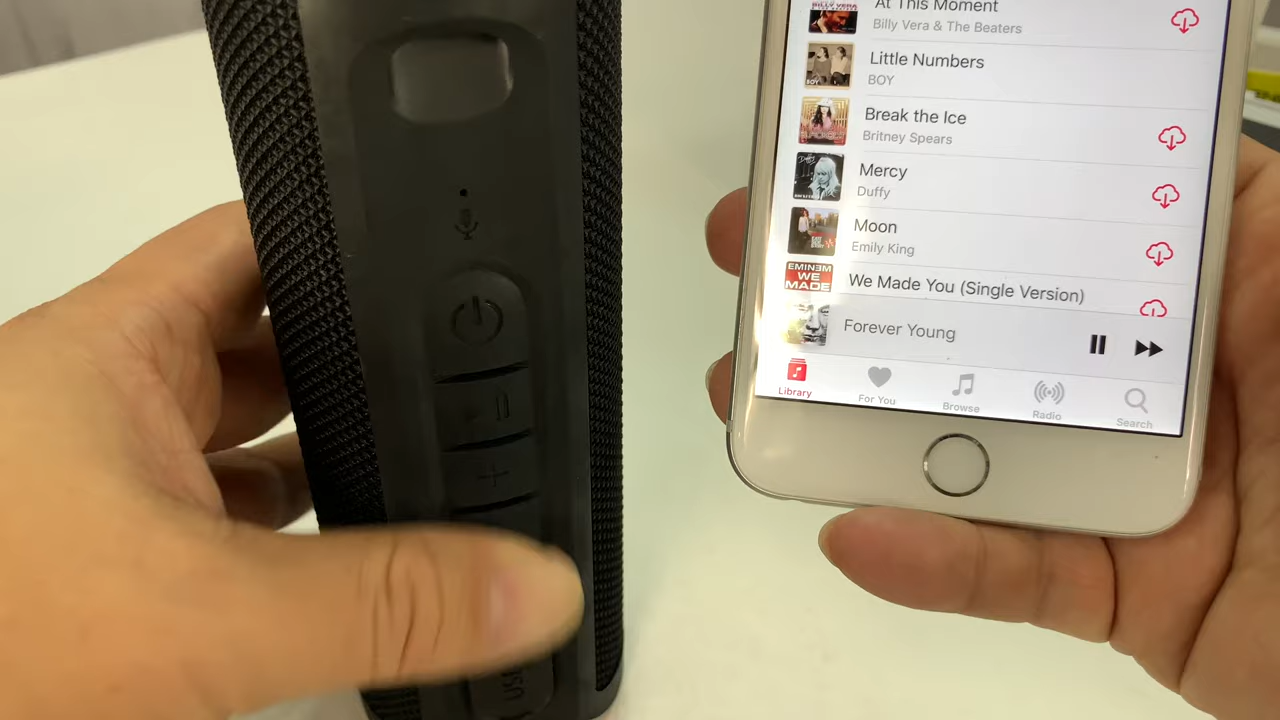 At This Moment
Billy Vera & The Beaters
Little Numbers
BOY
Break the Ice
Britney Spears
Mercy
Duffy
Moon
Emily King
EMINEM
WE
MADE
We Made You (Single Version)
Forever Young
Library
For You
Browse
Radio
Search
USB